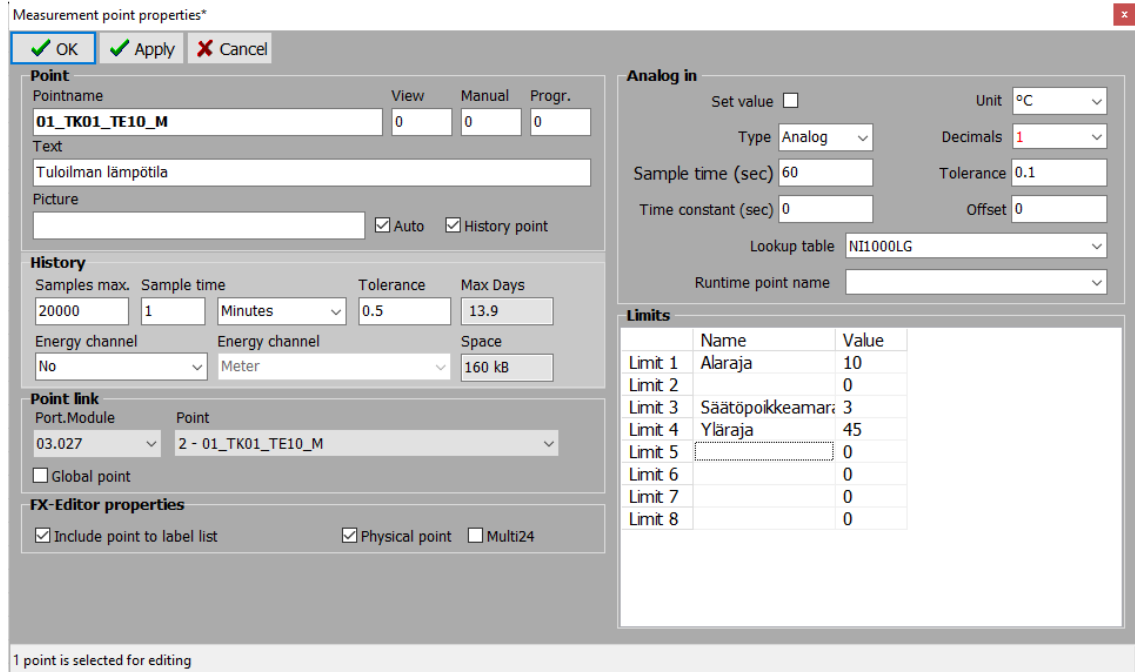 Measurement point properties*
x
OK Apply Cancel
Point
Pointname View Manual Progr.
01_TK01_TE10_M 0 0 0
Text
Tuloilman lämpötila
Picture
Auto History point
History
Samples max. Sample time Tolerance Max Days
20000 1 Minutes 0.5 13.9
Energy channel Energy channel Space
No Meter 160 kB
Point link
Port.Module Point
03.027 2 - 01_TK01_TE10_M
Global point
FX-Editor properties
Include point to label list Physical point Multi24
Analog in
Set value Unit °C
Type Analog Decimals 1
Sample time (sec) 60 Tolerance 0.1
Time constant (sec) 0 Offset 0
Lookup table NI1000LG
Runtime point name
Limits
Name Value
Limit 1 Alaraja 10
Limit 2 0
Limit 3 Säätöpoikkeamara 3
Limit 4 Yläraja 45
Limit 5 0
Limit 6 0
Limit 7 0
Limit 8 0
1 point is selected for editing